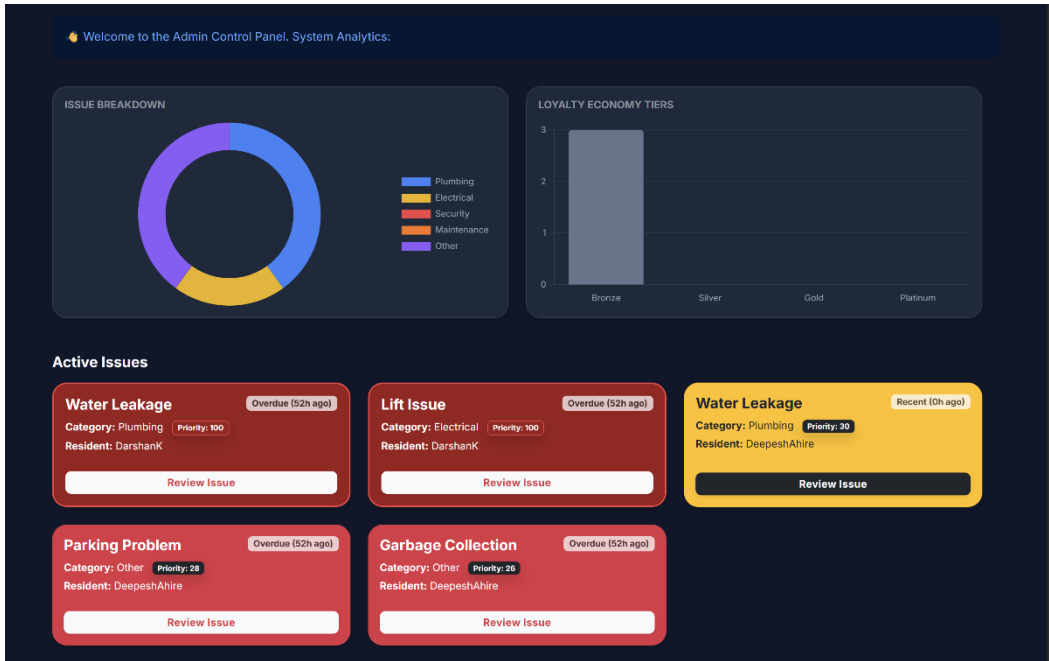 👋 Welcome to the Admin Control Panel. System Analytics:
ISSUE BREAKDOWN
Plumbing
Electrical
Security
Maintenance
Other
LOYALTY ECONOMY TIERS
3
2
1
0
Bronze Silver Gold Platinum
Active Issues
Water Leakage Overdue (52h ago)
Category: Plumbing Priority: 100
Resident: DarshanK
Review Issue
Lift Issue Overdue (52h ago)
Category: Electrical Priority: 100
Resident: DarshanK
Review Issue
Water Leakage Recent (0h ago)
Category: Plumbing Priority: 30
Resident: DeepeshAhire
Review Issue
Parking Problem Overdue (52h ago)
Category: Other Priority: 28
Resident: DeepeshAhire
Review Issue
Garbage Collection Overdue (52h ago)
Category: Other Priority: 26
Resident: DeepeshAhire
Review Issue